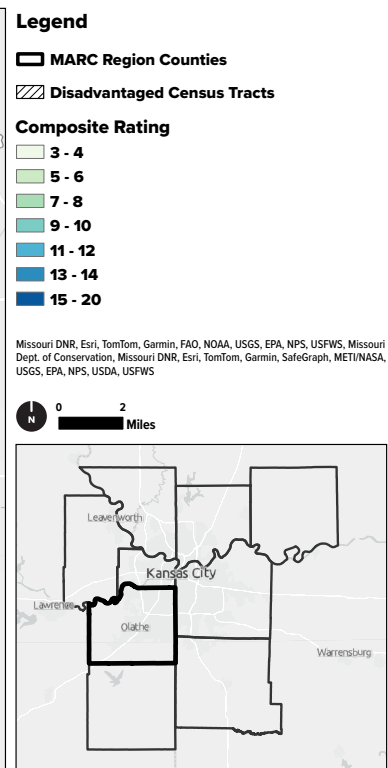 Legend
MARC Region Counties
Disadvantaged Census Tracts
Composite Rating
3 - 4
5 - 6
7 - 8
9 - 10
11 - 12
13 - 14
15 - 20
Missouri DNR, Esri, TomTom, Garmin, FAO, NOAA, USGS, EPA, NPS, USFWS, Missouri
Dept. of Conservation, Missouri DNR, Esri, TomTom, Garmin, SafeGraph, METI/NASA,
USGS, EPA, NPS, USDA, USFWS
N
0 2
Miles
Leavenworth
Kansas City
Lawrence
Olathe
Warrensburg